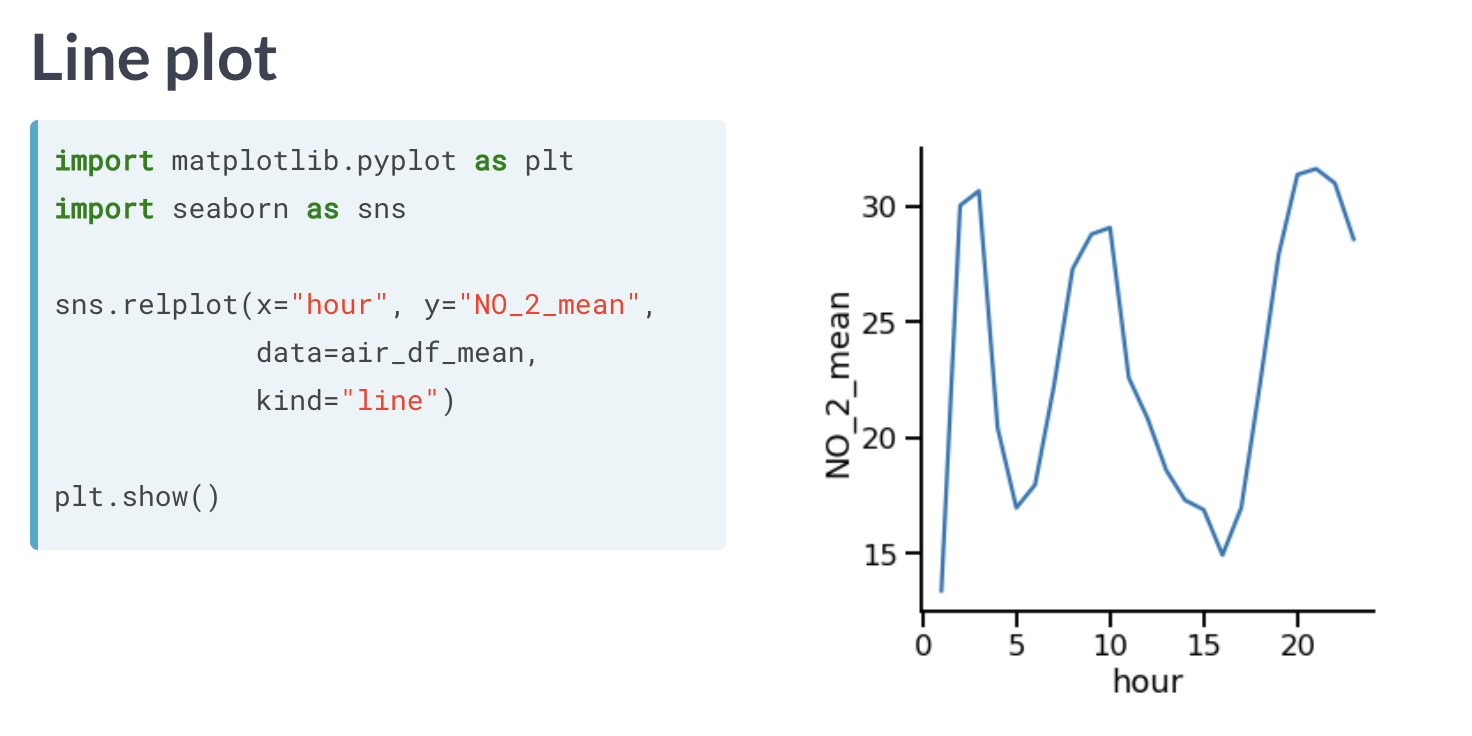 Line plot
import matplotlib.pyplot as plt
import seaborn as sns
sns.relplot(x="hour", y="NO_2_mean",
data=air_df_mean,
kind="line")
plt.show()
NO_2_mean
30
25
20
15
0 5 10 15 20
hour